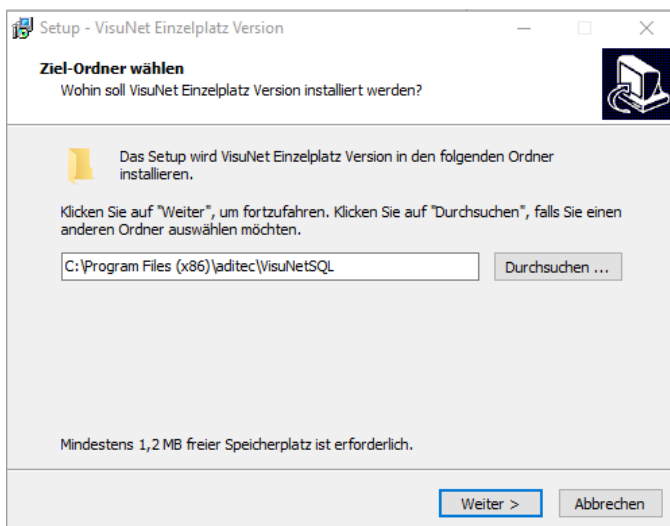 Setup - VisuNet Einzelplatz Version
Ziel-Ordner wählen
Wohin soll VisuNet Einzelplatz Version installiert werden?
Das Setup wird VisuNet Einzelplatz Version in den folgenden Ordner
installieren.
Klicken Sie auf "Weiter", um fortzufahren. Klicken Sie auf "Durchsuchen", falls Sie einen
anderen Ordner auswählen möchten.
C:\Program Files (x86)\aditec\VisuNetSQL
Durchsuchen ...
Mindestens 1,2 MB freier Speicherplatz ist erforderlich.
Weiter >
Abbrechen